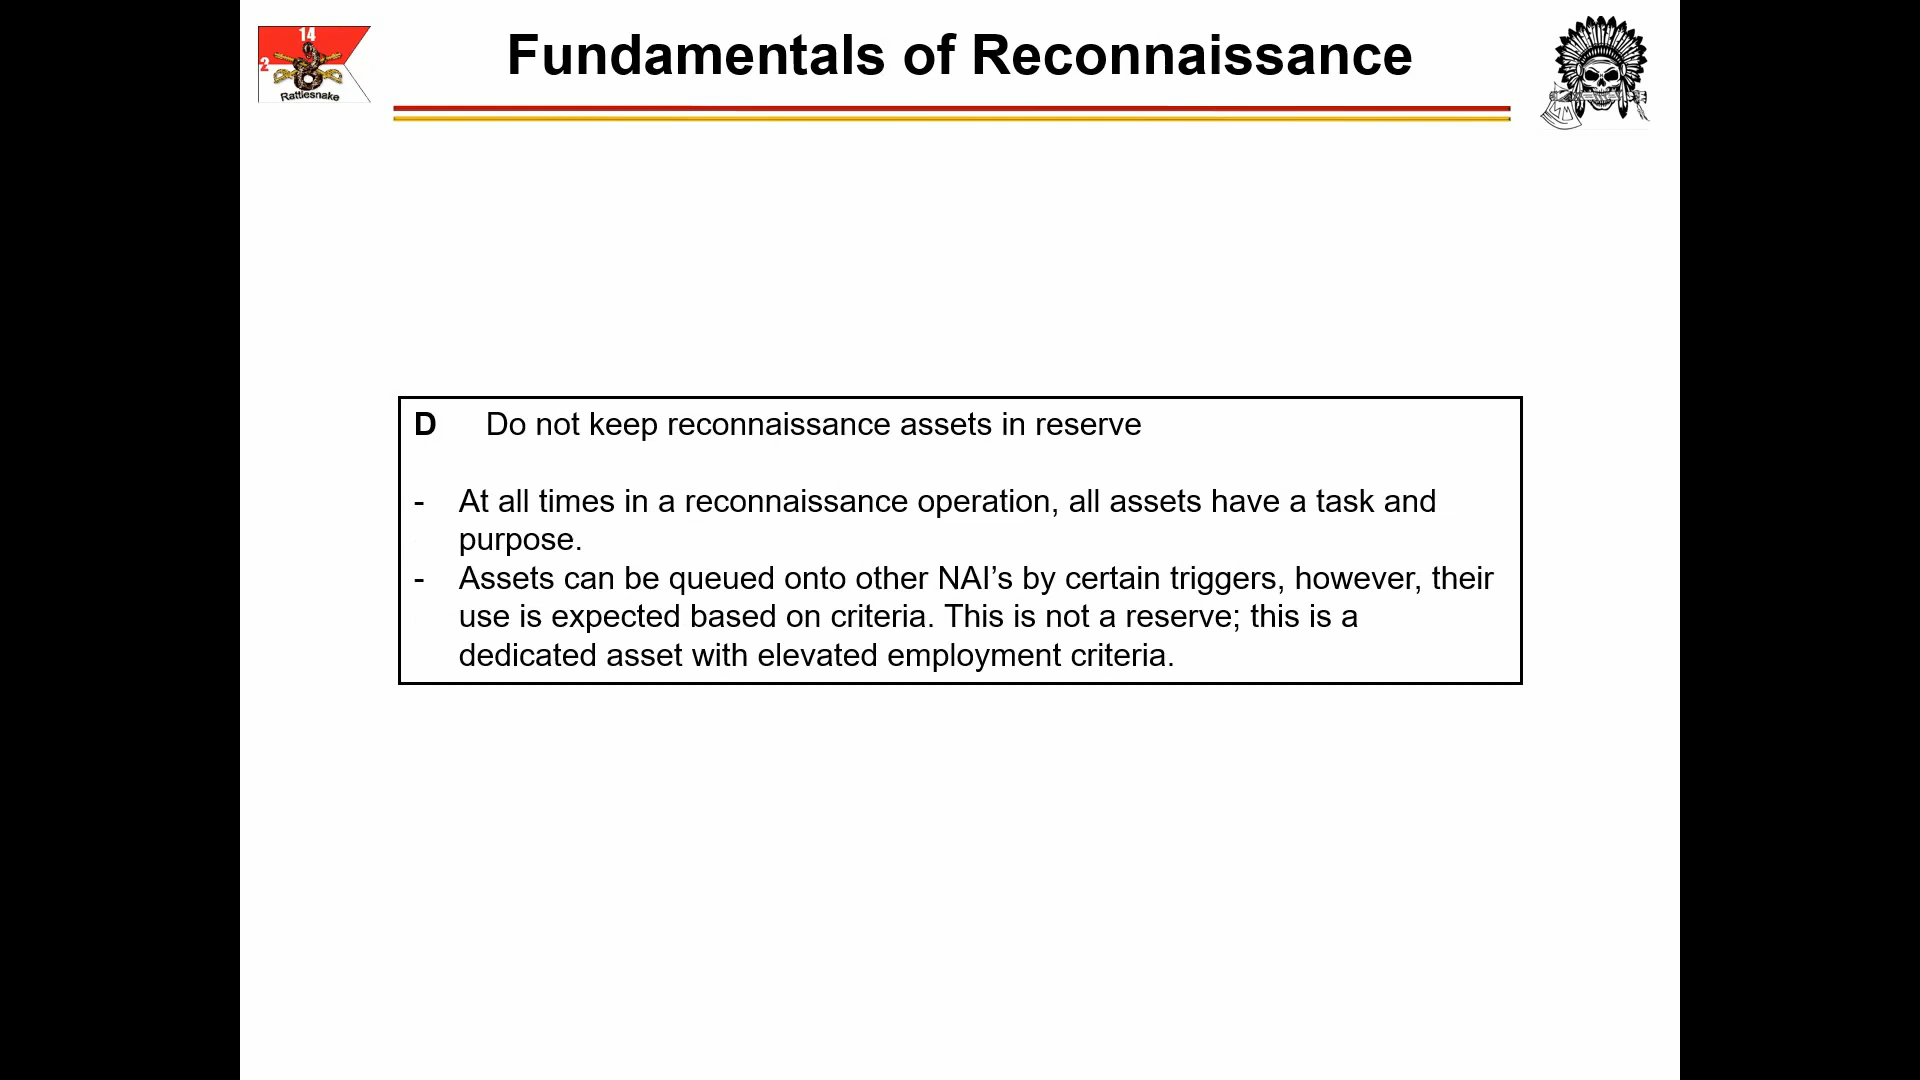 14
2
Rattlesnake
Fundamentals of Reconnaissance
D Do not keep reconnaissance assets in reserve
- At all times in a reconnaissance operation, all assets have a task and
purpose.
- Assets can be queued onto other NAI’s by certain triggers, however, their
use is expected based on criteria. This is not a reserve; this is a
dedicated asset with elevated employment criteria.